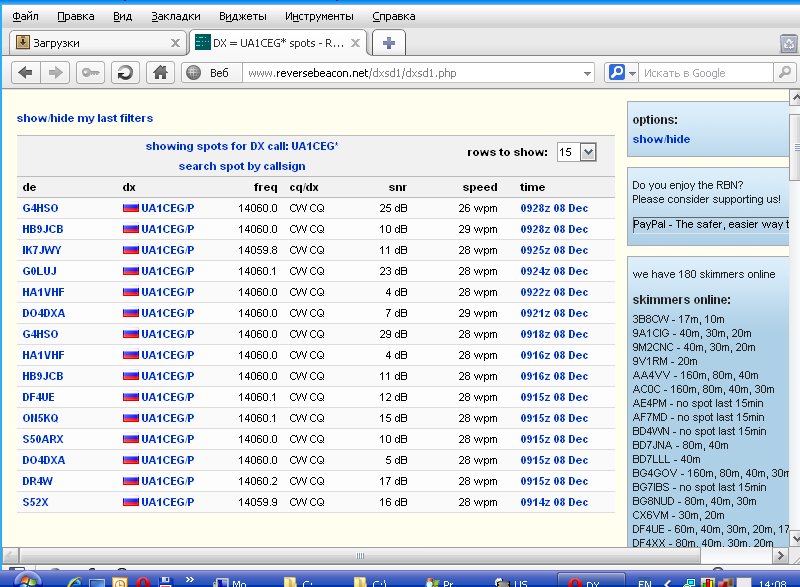 Файл Правка Вид Закладки Виджеты Инструменты Справка
Загрузки
DX = UA1CEG* spots - R...
Веб www.reversebeacon.net/dxsd1/dxsd1.php
Искать в Google
show/hide my last filters
showing spots for DX call: UA1CEG*
search spot by callsign
rows to show: 15
de dx freq cq/dx snr speed time
G4HSO UA1CEG/P 14060.0 CW CQ 25 dB 26 wpm 0928z 08 Dec
HB9JCB UA1CEG/P 14060.0 CW CQ 10 dB 29 wpm 0928z 08 Dec
IK7JWY UA1CEG/P 14059.8 CW CQ 11 dB 28 wpm 0925z 08 Dec
G0LUJ UA1CEG/P 14060.1 CW CQ 23 dB 28 wpm 0924z 08 Dec
HA1VHF UA1CEG/P 14060.0 CW CQ 4 dB 28 wpm 0922z 08 Dec
DO4DXA UA1CEG/P 14060.0 CW CQ 7 dB 29 wpm 0921z 08 Dec
G4HSO UA1CEG/P 14060.0 CW CQ 29 dB 28 wpm 0918z 08 Dec
HA1VHF UA1CEG/P 14060.0 CW CQ 4 dB 28 wpm 0916z 08 Dec
HB9JCB UA1CEG/P 14060.0 CW CQ 11 dB 28 wpm 0916z 08 Dec
DF4UE UA1CEG/P 14060.1 CW CQ 12 dB 28 wpm 0915z 08 Dec
ON5KQ UA1CEG/P 14060.1 CW CQ 15 dB 28 wpm 0915z 08 Dec
S50ARX UA1CEG/P 14060.0 CW CQ 10 dB 28 wpm 0915z 08 Dec
DO4DXA UA1CEG/P 14060.0 CW CQ 5 dB 28 wpm 0915z 08 Dec
DR4W UA1CEG/P 14060.2 CW CQ 17 dB 28 wpm 0915z 08 Dec
S52X UA1CEG/P 14059.9 CW CQ 16 dB 28 wpm 0914z 08 Dec
options:
show/hide
Do you enjoy the RBN?
Please consider supporting us!
PayPal - The safer, easier way t
we have 180 skimmers online
skimmers online:
3B8CW - 17m, 10m
9A1CIG - 40m, 30m, 20m
9M2CNC - 40m, 30m, 20m
9V1RM - 20m
AA4VV - 160m, 80m, 40m
AC0C - 160m, 80m, 40m, 30m
AE4PM - no spot last 15min
AF7MD - no spot last 15min
BD4WN - no spot last 15min
BD7JNA - 80m, 40m
BD7LLL - 40m
BG4GOV - 160m, 80m, 40m, 30m
BG7IBS - no spot last 15min
BG8NUD - 80m, 40m, 30m
CX6VM - 30m, 20m
DF4UE - 60m, 40m, 30m, 20m, 17
DF4XX - 80m, 40m, 30m, 20m
Mo C: C:\ Pr US DX EN 14:08